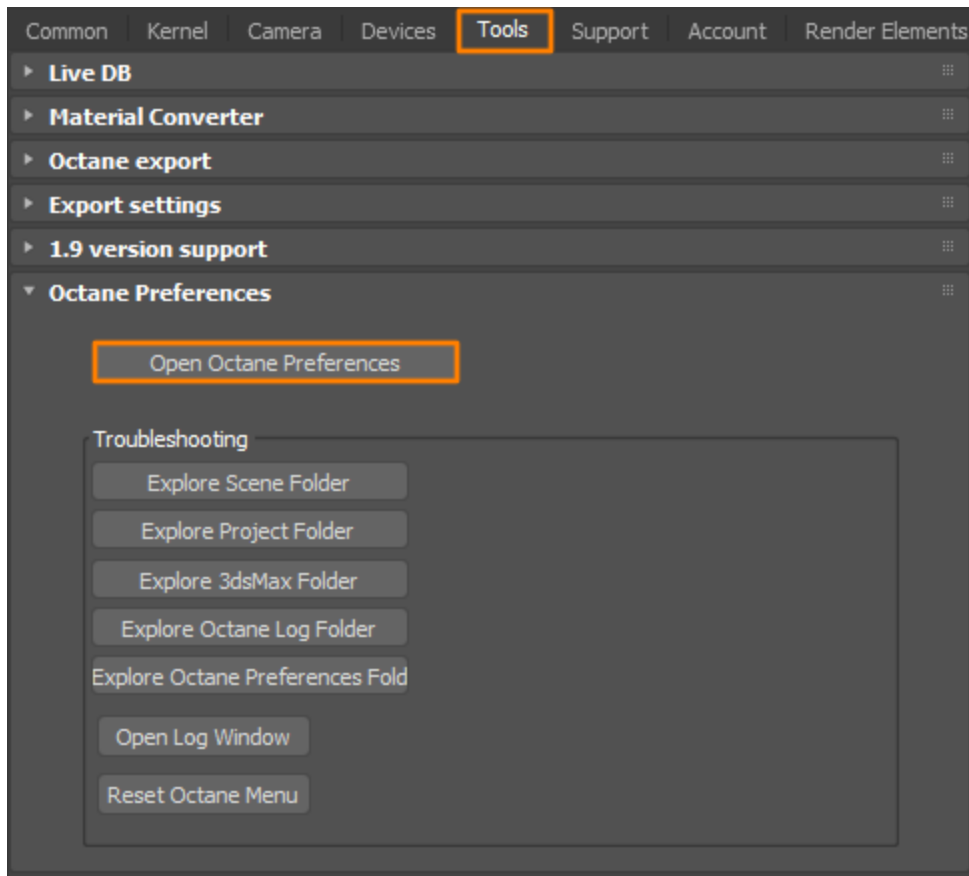 Common Kernel Camera Devices Tools Support Account Render Elements
Live DB
Material Converter
Octane export
Export settings
1.9 version support
Octane Preferences
Open Octane Preferences
Troubleshooting
Explore Scene Folder
Explore Project Folder
Explore 3dsMax Folder
Explore Octane Log Folder
Explore Octane Preferences Fold
Open Log Window
Reset Octane Menu